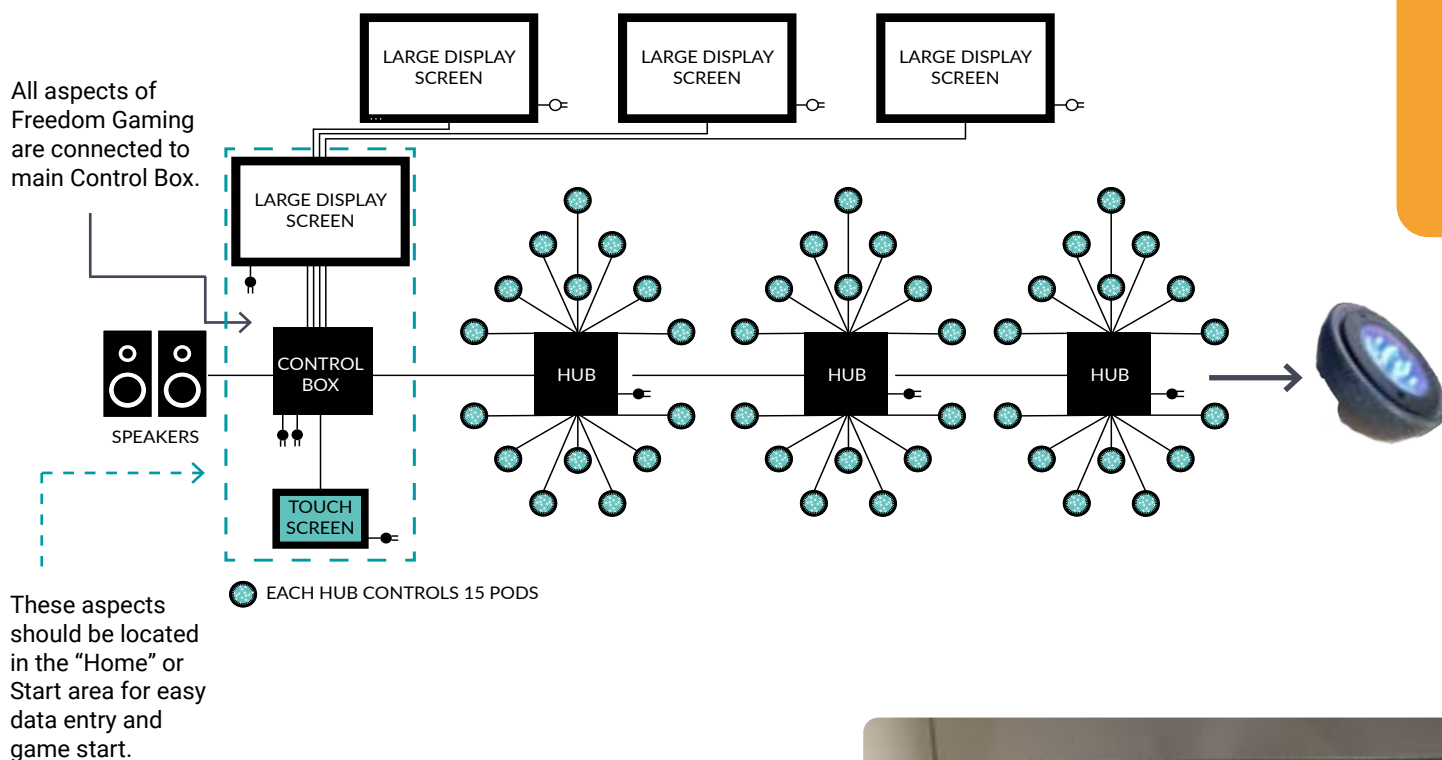 LARGE DISPLAY
SCREEN
LARGE DISPLAY
SCREEN
LARGE DISPLAY
SCREEN
All aspects of
Freedom Gaming
are connected to
main Control Box.
LARGE DISPLAY
SCREEN
CONTROL
BOX
HUB
HUB
HUB
SPEAKERS
TOUCH
SCREEN
EACH HUB CONTROLS 15 PODS
These aspects
should be located
in the “Home” or
Start area for easy
data entry and
game start.